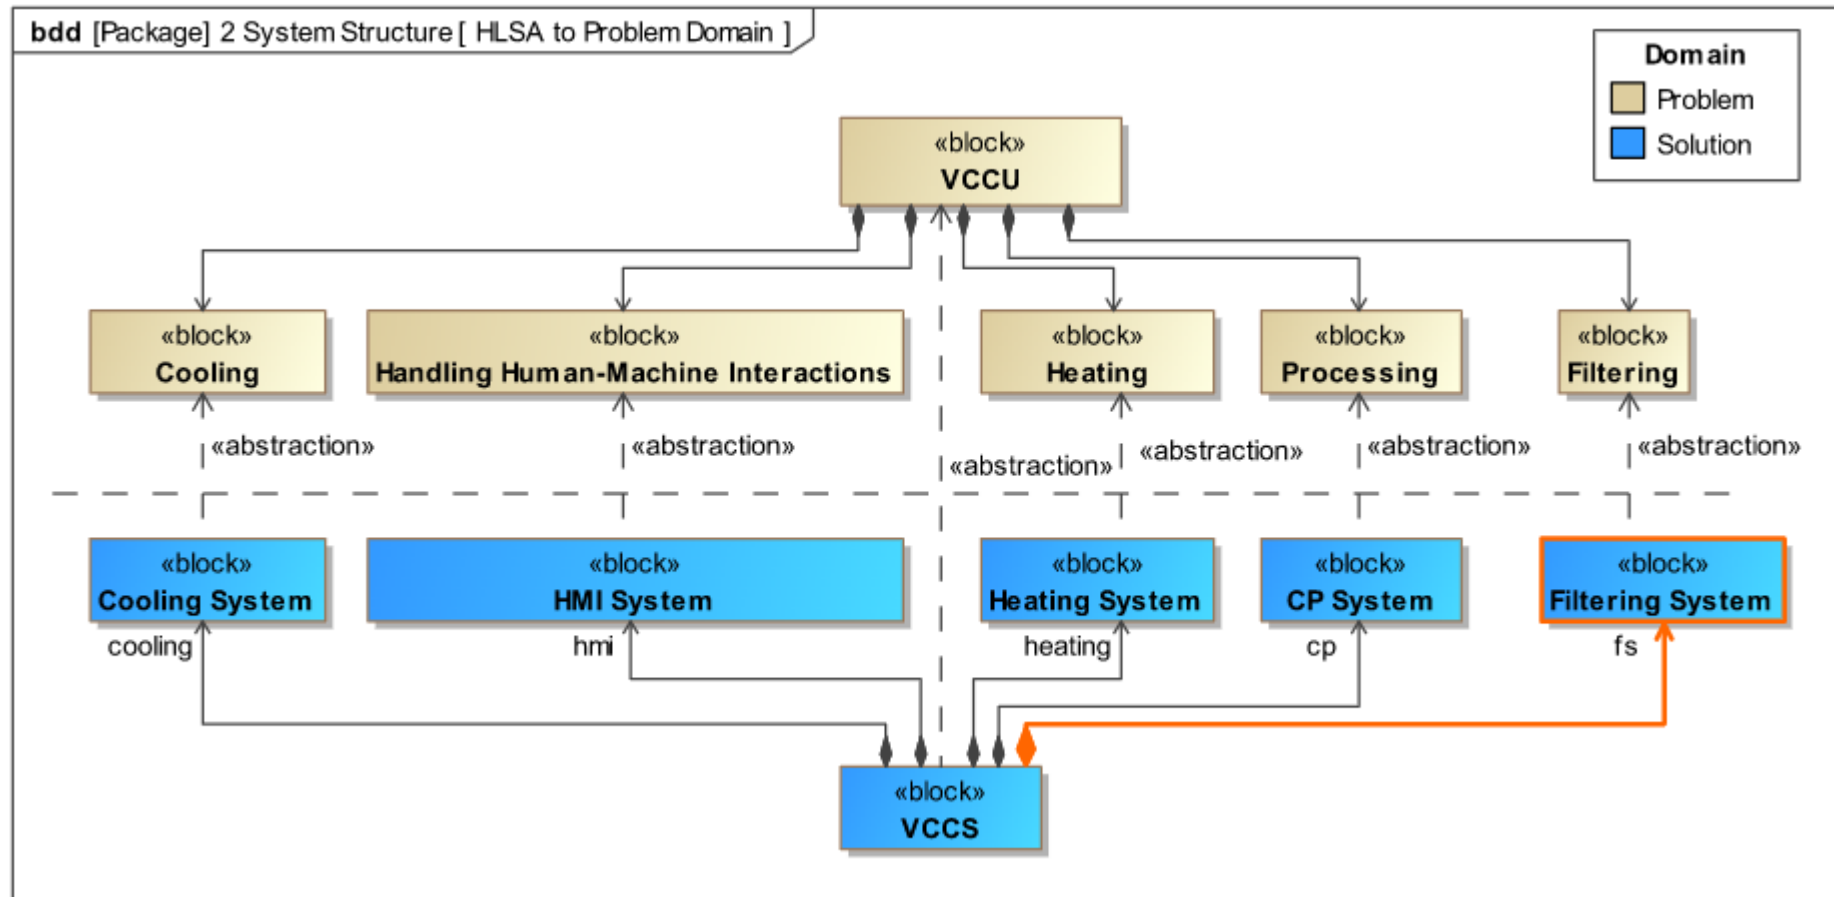 bdd [Package] 2 System Structure [ HLSA to Problem Domain ]
Domain
Problem
Solution
«block»
VCCU
«block»
Cooling
«block»
Handling Human-Machine Interactions
«block»
Heating
«block»
Processing
«block»
Filtering
«abstraction»
«abstraction»
«abstraction»
«abstraction»
«abstraction»
«abstraction»
«block»
Cooling System
«block»
HMI System
«block»
Heating System
«block»
CP System
«block»
Filtering System
cooling
hmi
heating
cp
fs
«block»
VCCS